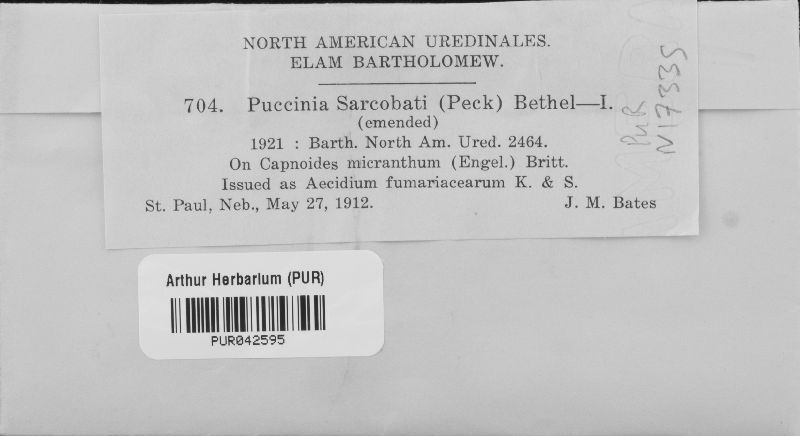 NORTH AMERICAN UREDINALES.
ELAM BARTHOLOMEW.
704. Puccinia Sarcobati (Peck) Bethel—I.
(emended)
1921 : Barth. North Am. Ured. 2464.
On Capnoides micranthum (Engel.) Britt.
Issued as Aecidium fumariacearum K. & S.
St. Paul, Neb., May 27, 1912. J. M. Bates
PUR
N17335
Arthur Herbarium (PUR)
PUR042595